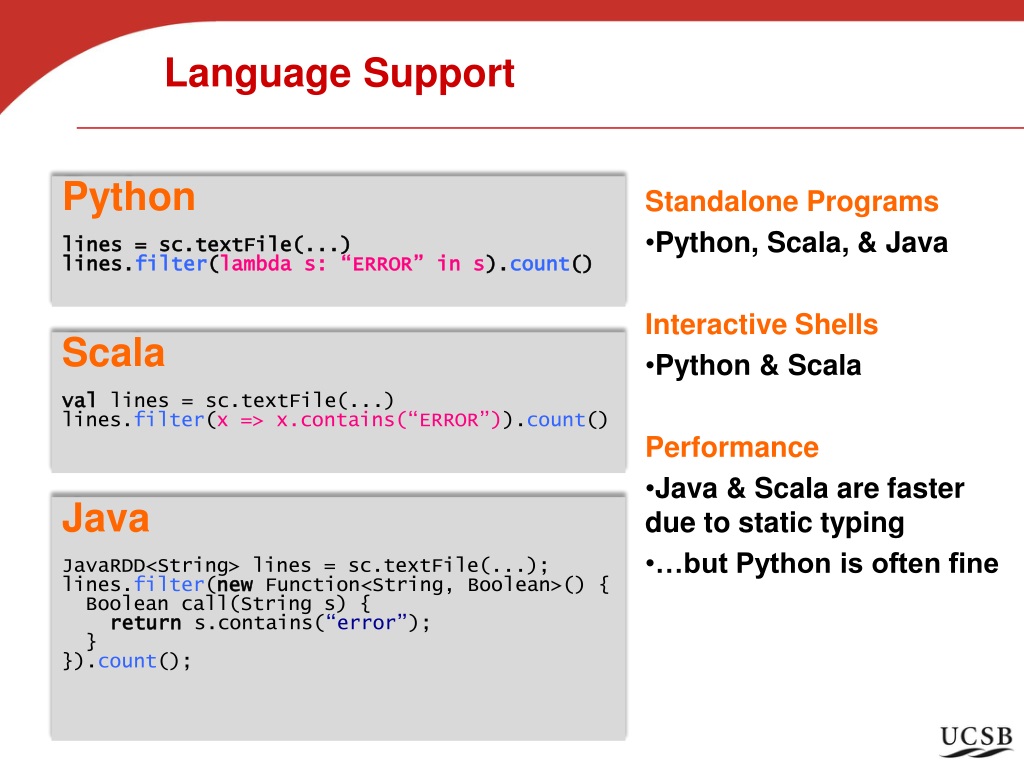 Language Support
Python
lines = sc.textFile(...)
lines.filter(lambda s: “ERROR” in s).count()
Scala
val lines = sc.textFile(...)
lines.filter(x => x.contains(“ERROR”)).count()
Java
JavaRDD<String> lines = sc.textFile(...);
lines.filter(new Function<String, Boolean>() {
  Boolean call(String s) {
    return s.contains(“error”);
  }
}).count();
Standalone Programs
•Python, Scala, & Java
Interactive Shells
•Python & Scala
Performance
•Java & Scala are faster
due to static typing
•…but Python is often fine
UCSB